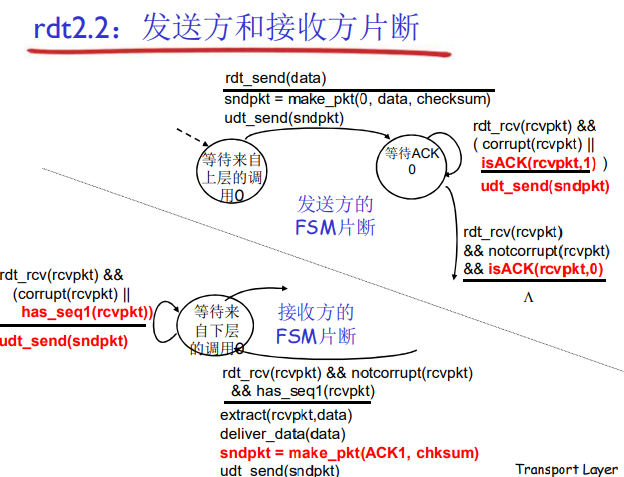 rdt2.2：发送方和接收方片断
rdt_send(data)
sndpkt = make_pkt(0, data, checksum)
udt_send(sndpkt)
等待来自
上层的调
用0
等待ACK
0
rdt_rcv(rcvpkt) &&
( corrupt(rcvpkt) ||
isACK(rcvpkt,1) )
udt_send(sndpkt)
发送方的
FSM片断
rdt_rcv(rcvpkt)
&& notcorrupt(rcvpkt)
&& isACK(rcvpkt,0)
Λ
rdt_rcv(rcvpkt) &&
(corrupt(rcvpkt) ||
has_seq1(rcvpkt))
udt_send(sndpkt)
等待来
自下层
的调用0
接收方的
FSM片断
rdt_rcv(rcvpkt) && notcorrupt(rcvpkt)
&& has_seq1(rcvpkt)
extract(rcvpkt,data)
deliver_data(data)
sndpkt = make_pkt(ACK1, chksum)
udt_send(sndpkt)
Transport Layer